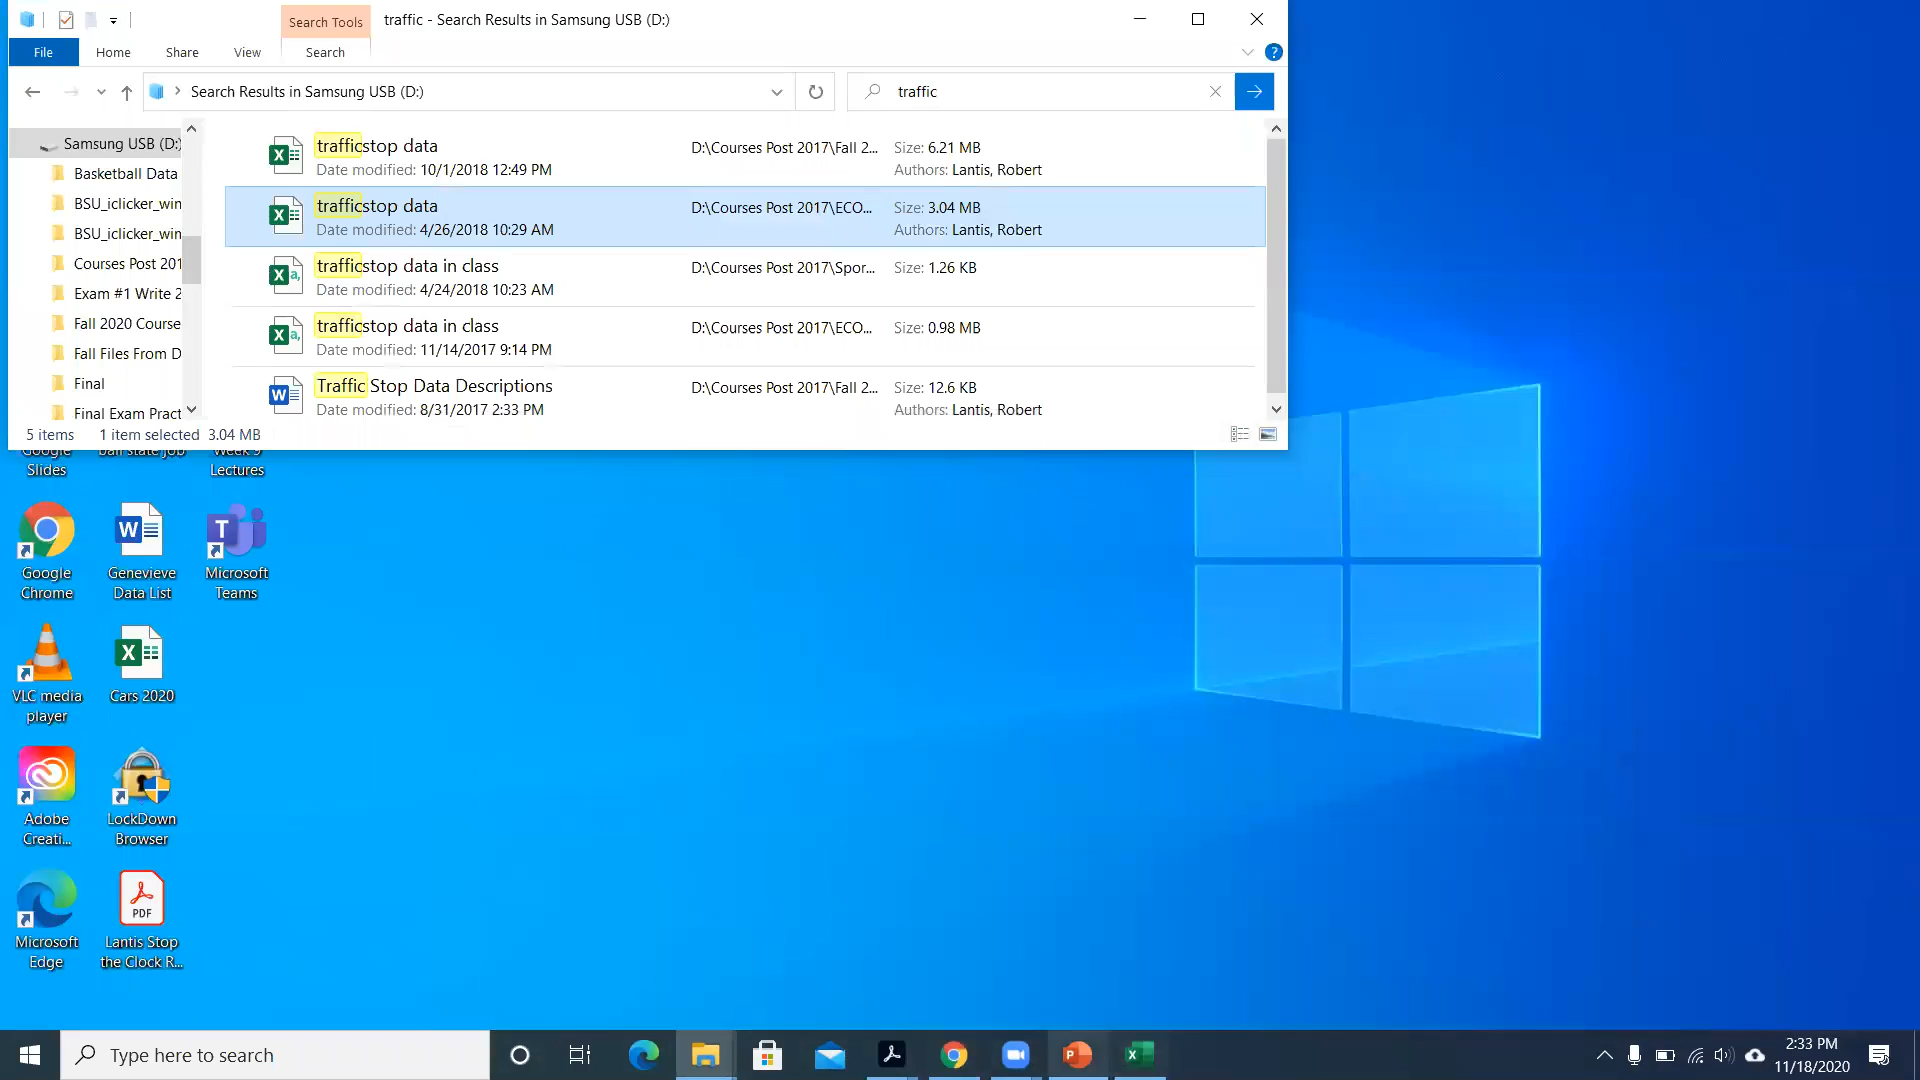 Search Tools
traffic - Search Results in Samsung USB (D:)
File
Home
Share
View
Search
Search Results in Samsung USB (D:)
traffic
Samsung USB (D:)
Basketball Data
BSU_iclicker_win
BSU_iclicker_win
Courses Post 201
Exam #1 Write 2
Fall 2020 Course
Fall Files From D
Final
Final Exam Pract
trafficstop data
Date modified: 10/1/2018 12:49 PM
D:\Courses Post 2017\Fall 2...
Size: 6.21 MB
Authors: Lantis, Robert
trafficstop data
Date modified: 4/26/2018 10:29 AM
D:\Courses Post 2017\ECO...
Size: 3.04 MB
Authors: Lantis, Robert
trafficstop data in class
Date modified: 4/24/2018 10:23 AM
D:\Courses Post 2017\Spor...
Size: 1.26 KB
trafficstop data in class
Date modified: 11/14/2017 9:14 PM
D:\Courses Post 2017\ECO...
Size: 0.98 MB
Traffic Stop Data Descriptions
Date modified: 8/31/2017 2:33 PM
D:\Courses Post 2017\Fall 2...
Size: 12.6 KB
Authors: Lantis, Robert
5 items
1 item selected 3.04 MB
Google
Slides
ball state job
Week 9
Lectures
Google
Chrome
Genevieve
Data List
Microsoft
Teams
VLC media
player
Cars 2020
Adobe
Creati...
LockDown
Browser
PDF
Microsoft
Edge
Lantis Stop
the Clock R...
Type here to search
2:33 PM
11/18/2020